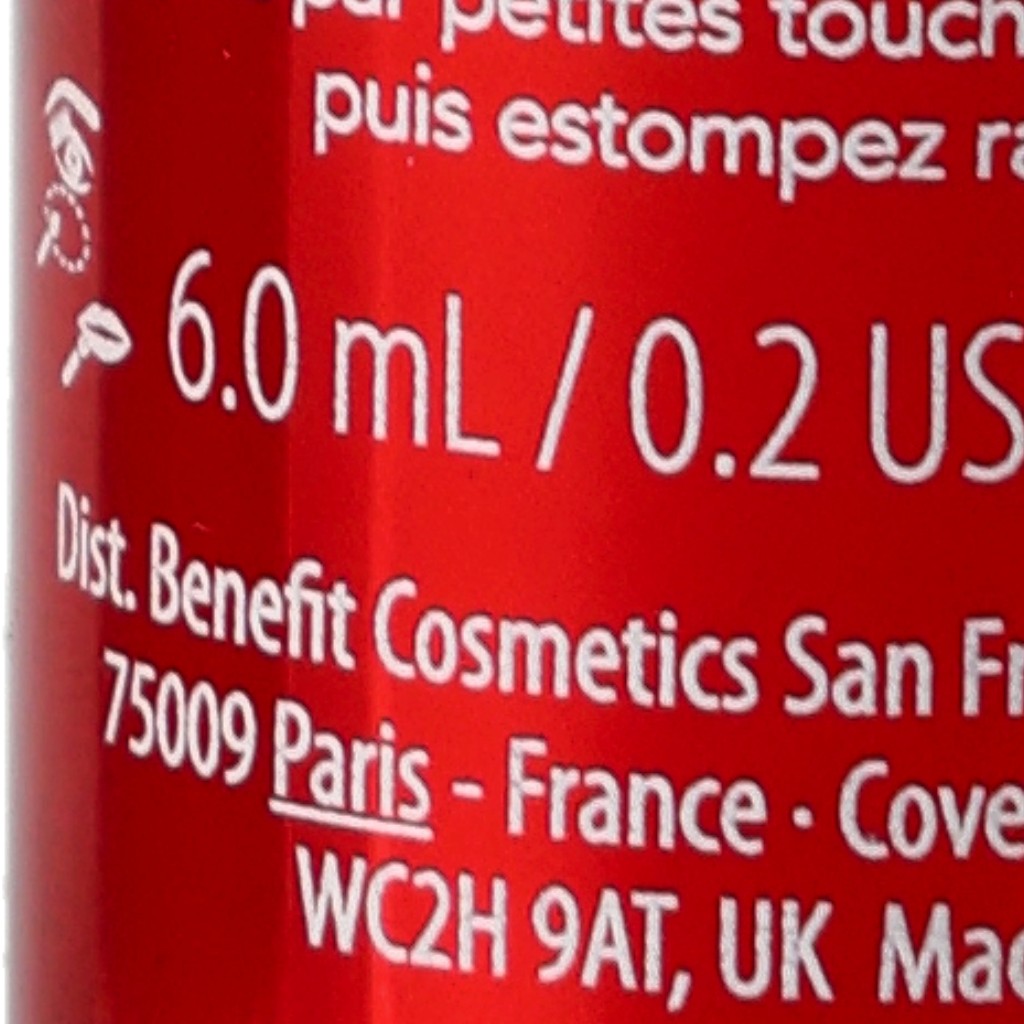 par petites touch
puis estompez ra
6.0 mL / 0.2 US
Dist. Benefit Cosmetics San Fr
75009 Paris - France · Cove
WC2H 9AT, UK Mad